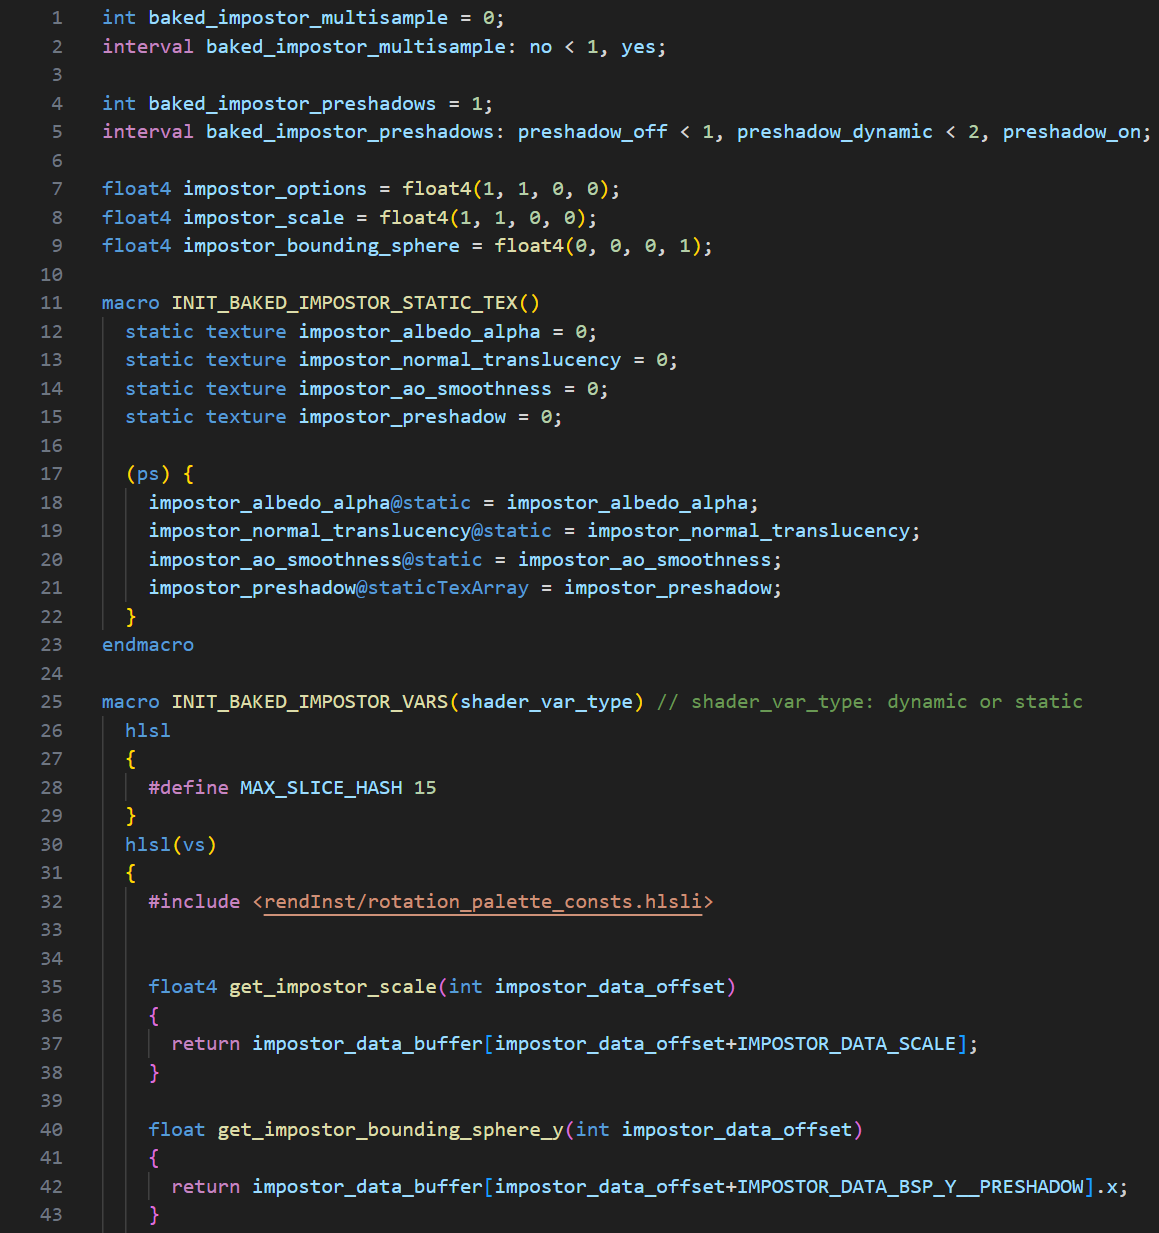 1 int baked_impostor_multisample = 0;
2 interval baked_impostor_multisample: no < 1, yes;
3
4 int baked_impostor_preshadows = 1;
5 interval baked_impostor_preshadows: preshadow_off < 1, preshadow_dynamic < 2, preshadow_on;
6
7 float4 impostor_options = float4(1, 1, 0, 0);
8 float4 impostor_scale = float4(1, 1, 0, 0);
9 float4 impostor_bounding_sphere = float4(0, 0, 0, 1);
10
11 macro INIT_BAKED_IMPOSTOR_STATIC_TEX()
12   static texture impostor_albedo_alpha = 0;
13   static texture impostor_normal_translucency = 0;
14   static texture impostor_ao_smoothness = 0;
15   static texture impostor_preshadow = 0;
16
17   (ps) {
18     impostor_albedo_alpha@static = impostor_albedo_alpha;
19     impostor_normal_translucency@static = impostor_normal_translucency;
20     impostor_ao_smoothness@static = impostor_ao_smoothness;
21     impostor_preshadow@staticTexArray = impostor_preshadow;
22   }
23 endmacro
24
25 macro INIT_BAKED_IMPOSTOR_VARS(shader_var_type) // shader_var_type: dynamic or static
26   hlsl
27   {
28     #define MAX_SLICE_HASH 15
29   }
30   hlsl(vs)
31   {
32     #include <rendInst/rotation_palette_consts.hlsli>
33
34
35     float4 get_impostor_scale(int impostor_data_offset)
36     {
37       return impostor_data_buffer[impostor_data_offset+IMPOSTOR_DATA_SCALE];
38     }
39
40     float get_impostor_bounding_sphere_y(int impostor_data_offset)
41     {
42       return impostor_data_buffer[impostor_data_offset+IMPOSTOR_DATA_BSP_Y__PRESHADOW].x;
43     }